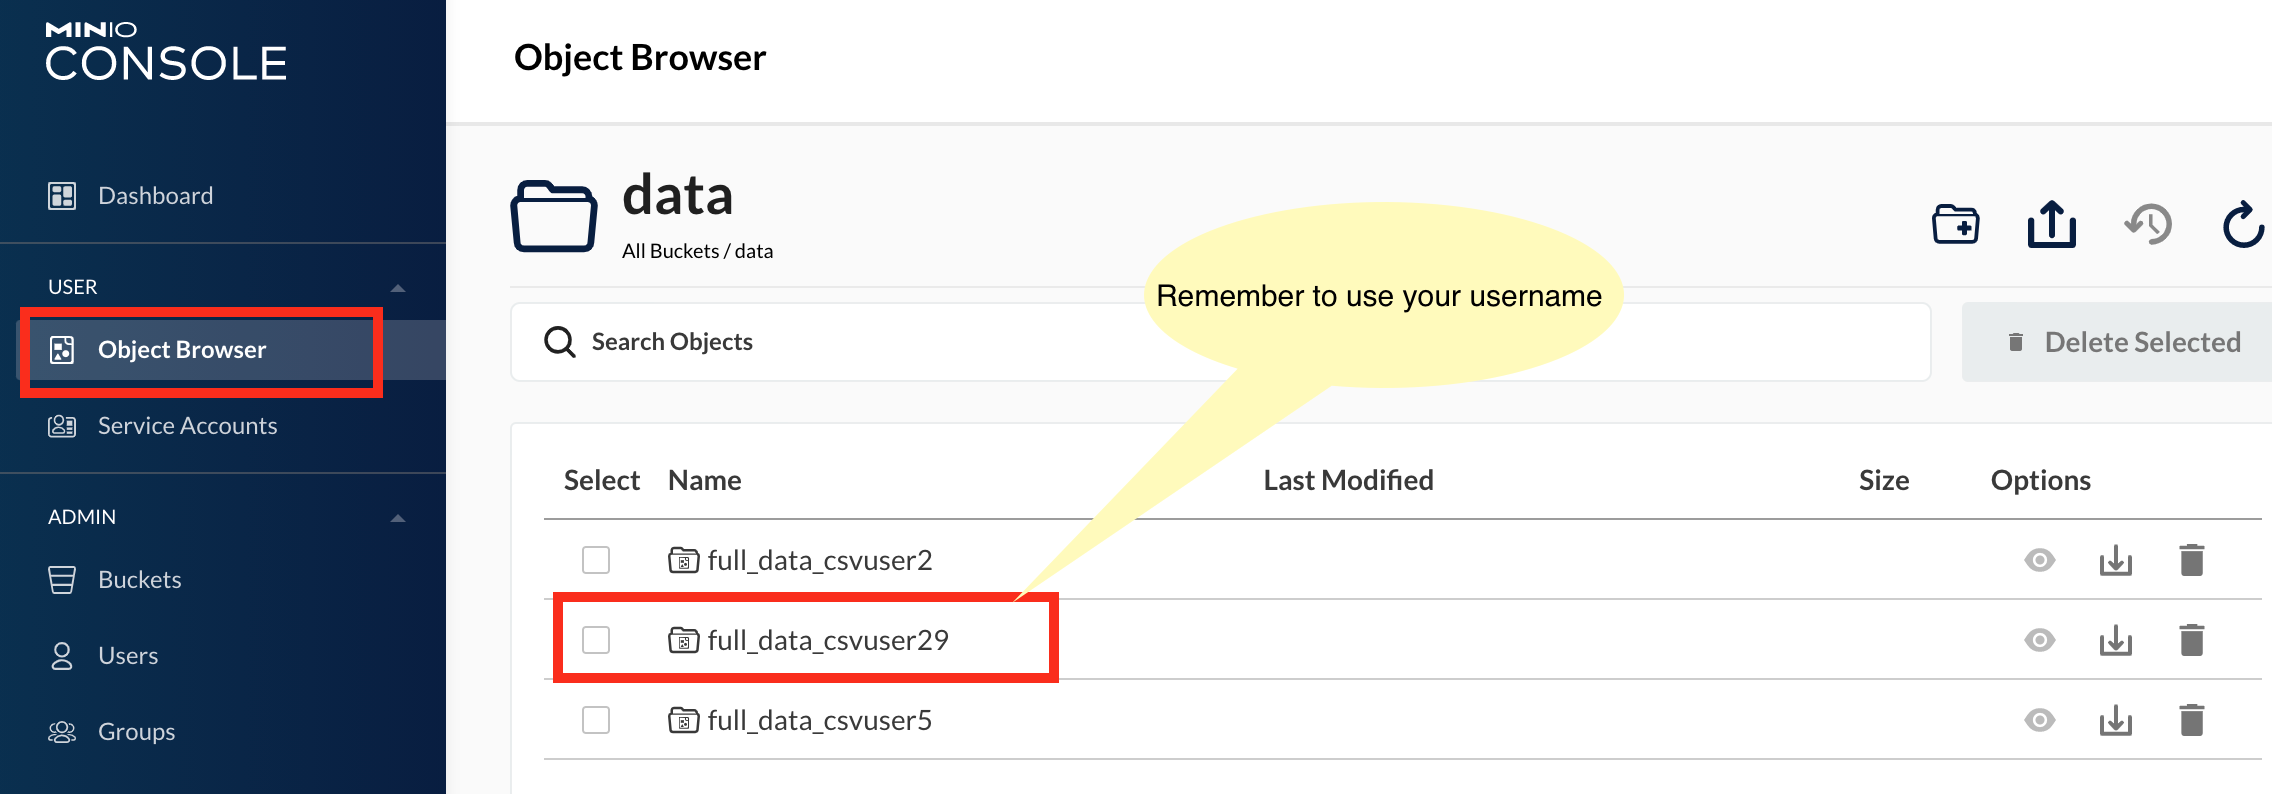 MINIO
CONSOLE
Object Browser
Dashboard
USER
Object Browser
Service Accounts
ADMIN
Buckets
Users
Groups
data
All Buckets / data
Remember to use your username
Search Objects
Delete Selected
Select Name Last Modified Size Options
full_data_csvuser2
full_data_csvuser29
full_data_csvuser5